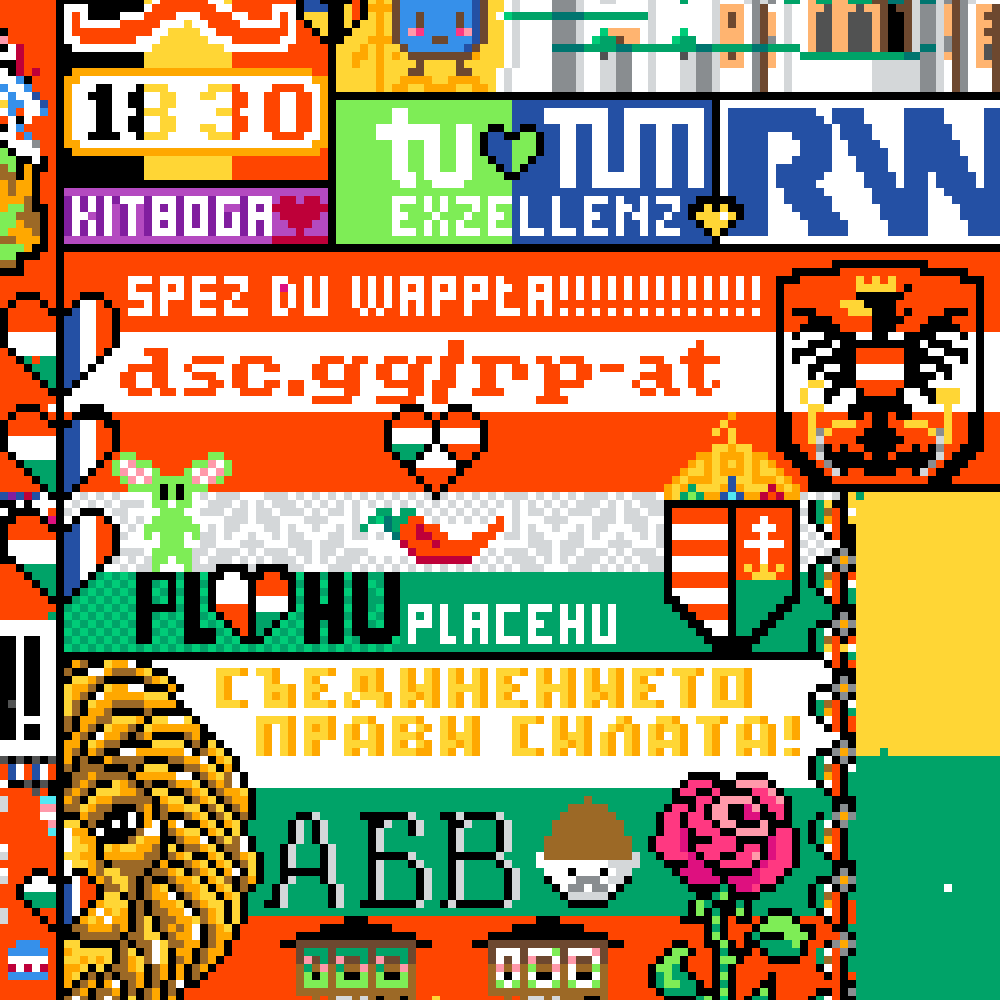 1830
tu TUM
RW
KITBOGA
EXZELLENZ
SPEZ DU WAPPLA!!!!!!!!!!!!!
dsc.gg/rp-at
PL HU
PLACEHU
!!
СЪЕДИНЕНИЕТО
ПРАВИ СИЛАТА!
АБВ